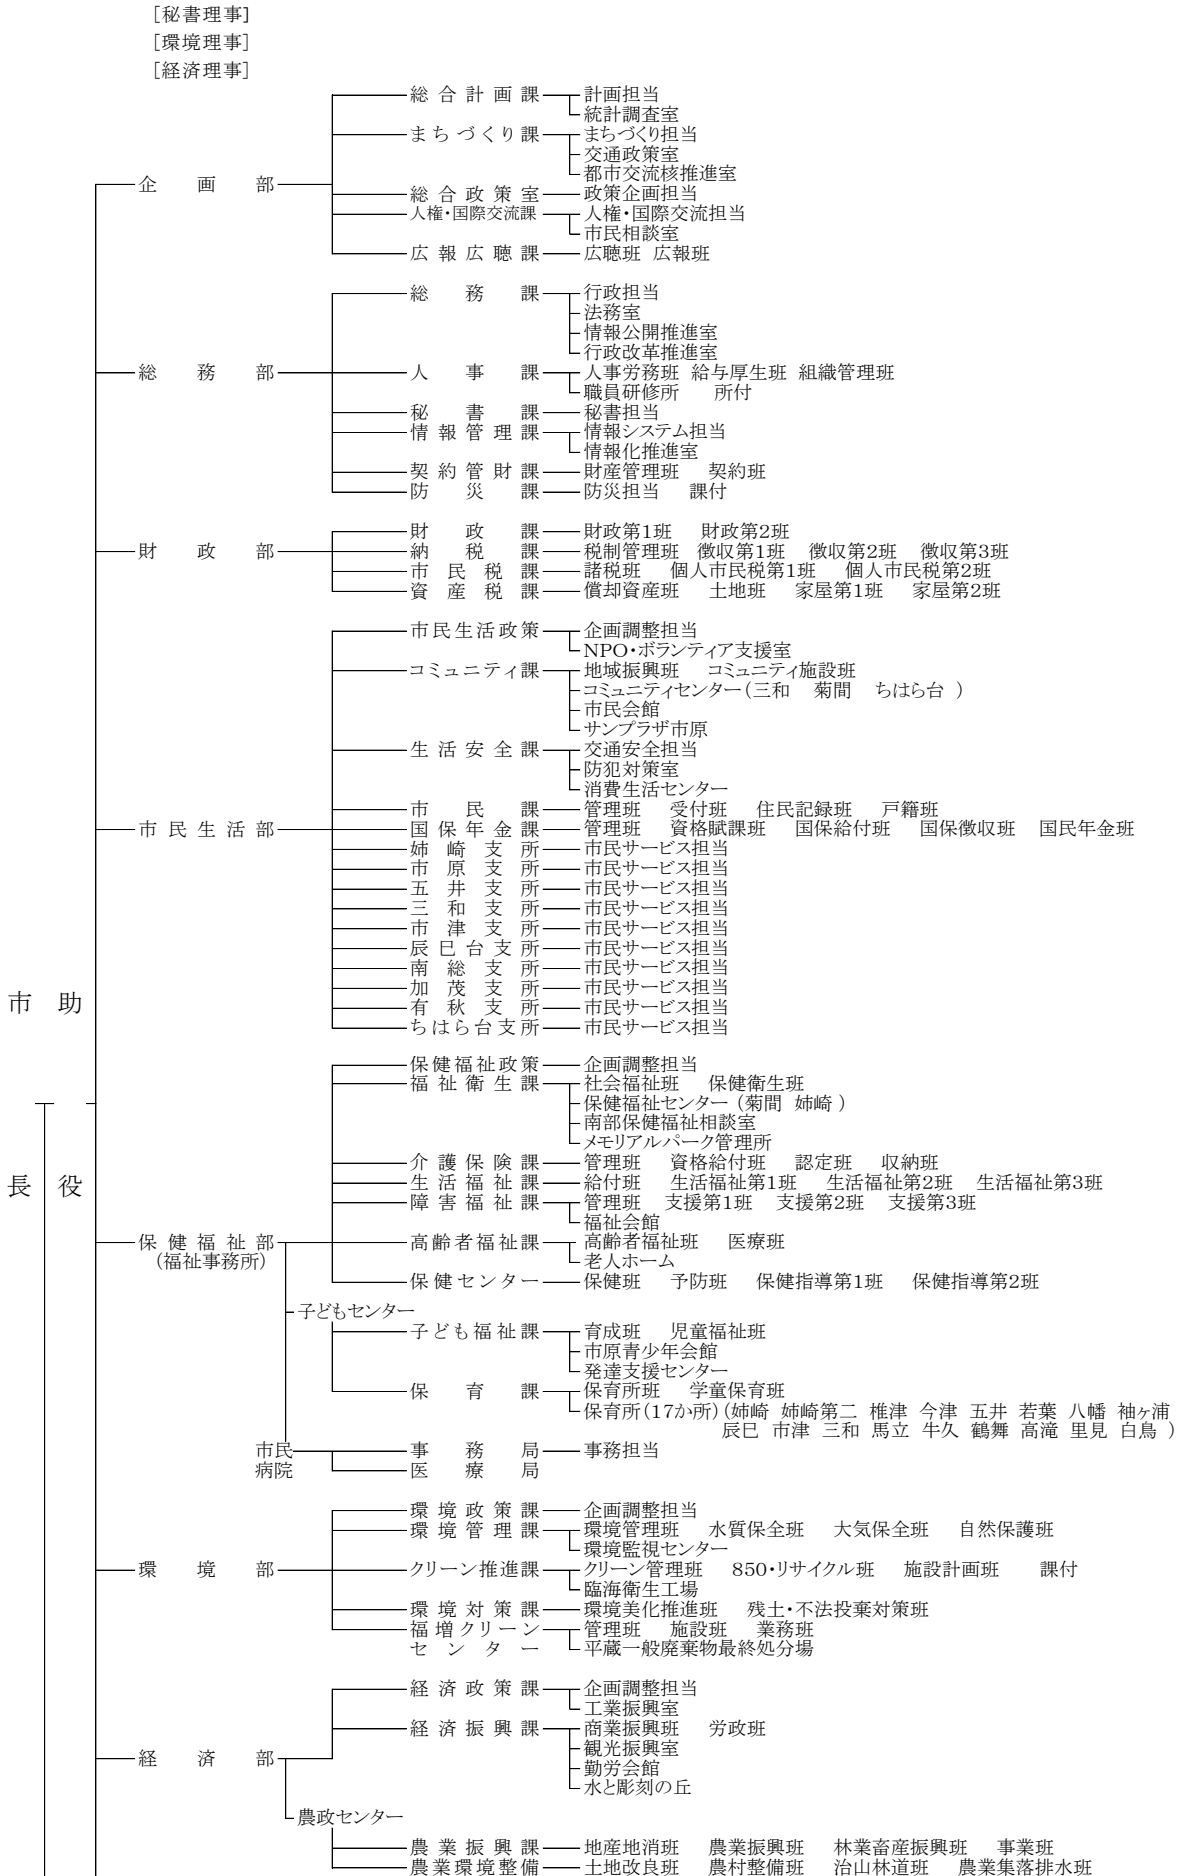 [秘書理事]
[環境理事]
[経済理事]
総合計画課 計画担当
統計調査室
まちづくり課 まちづくり担当
交通政策室
都市交流核推進室
企画部
総合政策室 政策企画担当
人権・国際交流課 人権・国際交流担当
市民相談室
広報広聴課 広聴班 広報班
総務課 行政担当
法務室
情報公開推進室
行政改革推進室
総務部 人事課 人事労務班 給与厚生班 組織管理班
職員研修所 所付
秘書課 秘書担当
情報管理課 情報システム担当
情報化推進室
契約管財課 財産管理班 契約班
防災課 防災担当 課付
財政課 財政第1班 財政第2班
財政部 納税課 税制管理班 徴収第1班 徴収第2班 徴収第3班
市民税課 諸税班 個人市民税第1班 個人市民税第2班
資産税課 償却資産班 土地班 家屋第1班 家屋第2班
市民生活政策 企画調整担当
NPO・ボランティア支援室
コミュニティ課 地域振興班 コミュニティ施設班
コミュニティセンター(三和 菊間 ちはら台 )
市民会館
サンプラザ市原
生活安全課 交通安全担当
防犯対策室
消費生活センター
市民課 管理班 受付班 住民記録班 戸籍班
市民生活部 国保年金課 管理班 資格賦課班 国保給付班 国保徴収班 国民年金班
姉崎支所 市民サービス担当
市原支所 市民サービス担当
五井支所 市民サービス担当
三和支所 市民サービス担当
市津支所 市民サービス担当
辰巳台支所 市民サービス担当
南総支所 市民サービス担当
加茂支所 市民サービス担当
有秋支所 市民サービス担当
ちはら台支所 市民サービス担当
市長 助役
保健福祉政策 企画調整担当
福祉衛生課 社会福祉班 保健衛生班
保健福祉センター (菊間 姉崎 )
南部保健福祉相談室
メモリアルパーク管理所
介護保険課 管理班 資格給付班 認定班 収納班
生活福祉課 給付班 生活福祉第1班 生活福祉第2班 生活福祉第3班
障害福祉課 管理班 支援第1班 支援第2班 支援第3班
福祉会館
保健福祉部 高齢者福祉課 高齢者福祉班 医療班
(福祉事務所) 老人ホーム
保健センター 保健班 予防班 保健指導第1班 保健指導第2班
子どもセンター
子ども福祉課 育成班 児童福祉班
市原青少年会館
発達支援センター
保育課 保育所班 学童保育班
保育所(17か所)(姉崎 姉崎第二 椎津 今津 五井 若葉 八幡 袖ヶ浦
辰巳 市津 三和 馬立 牛久 鶴舞 高滝 里見 白鳥 )
市民 事務局 事務担当
病院 医療局
環境政策課 企画調整担当
環境管理課 環境管理班 水質保全班 大気保全班 自然保護班
環境監視センター
環境部 クリーン推進課 クリーン管理班 850・リサイクル班 施設計画班 課付
臨海衛生工場
環境対策課 環境美化推進班 残土・不法投棄対策班
福増クリーン 管理班 施設班 業務班
センター 平蔵一般廃棄物最終処分場
経済政策課 企画調整担当
工業振興室
経済振興課 商業振興班 労政班
観光振興室
経済部 勤労会館
水と彫刻の丘
農政センター
農業振興課 地産地消班 農業振興班 林業畜産振興班 事業班
農業環境整備 土地改良班 農村整備班 治山林道班 農業集落排水班